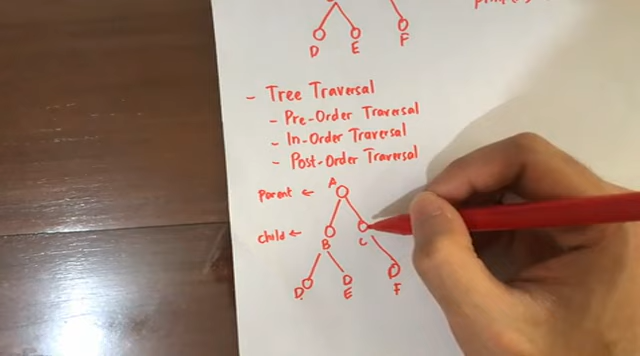 D E F
- Tree Traversal
- Pre-Order Traversal
- In-Order Traversal
- Post-Order Traversal
A
Parent ←
child ←
B C
D E F